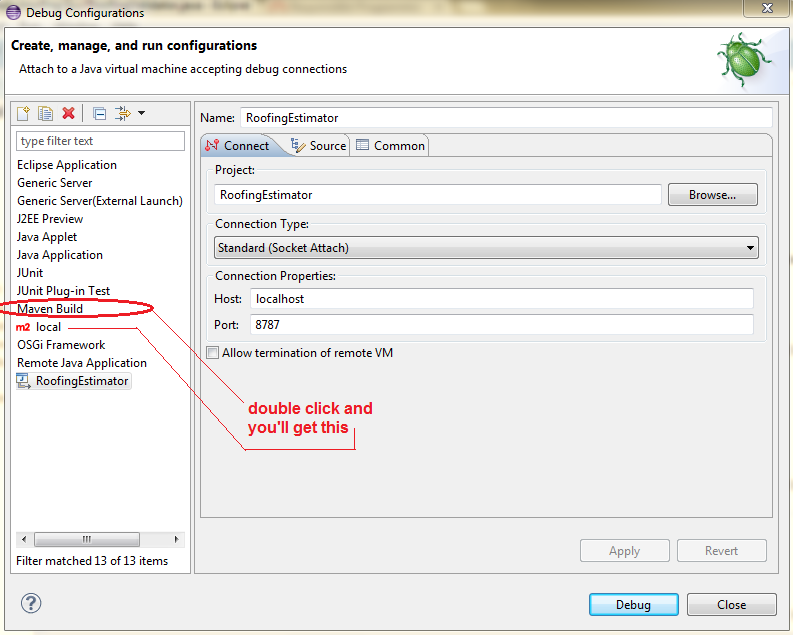 Debug Configurations
Create, manage, and run configurations
Attach to a Java virtual machine accepting debug connections
type filter text
Eclipse Application
Generic Server
Generic Server(External Launch)
J2EE Preview
Java Applet
Java Application
JUnit
JUnit Plug-in Test
Maven Build
m2 local
OSGi Framework
Remote Java Application
RoofingEstimator
Filter matched 13 of 13 items
Name: RoofingEstimator
Connect Source Common
Project:
RoofingEstimator Browse...
Connection Type:
Standard (Socket Attach)
Connection Properties:
Host: localhost
Port: 8787
Allow termination of remote VM
double click and
you'll get this
Apply Revert
? Debug Close